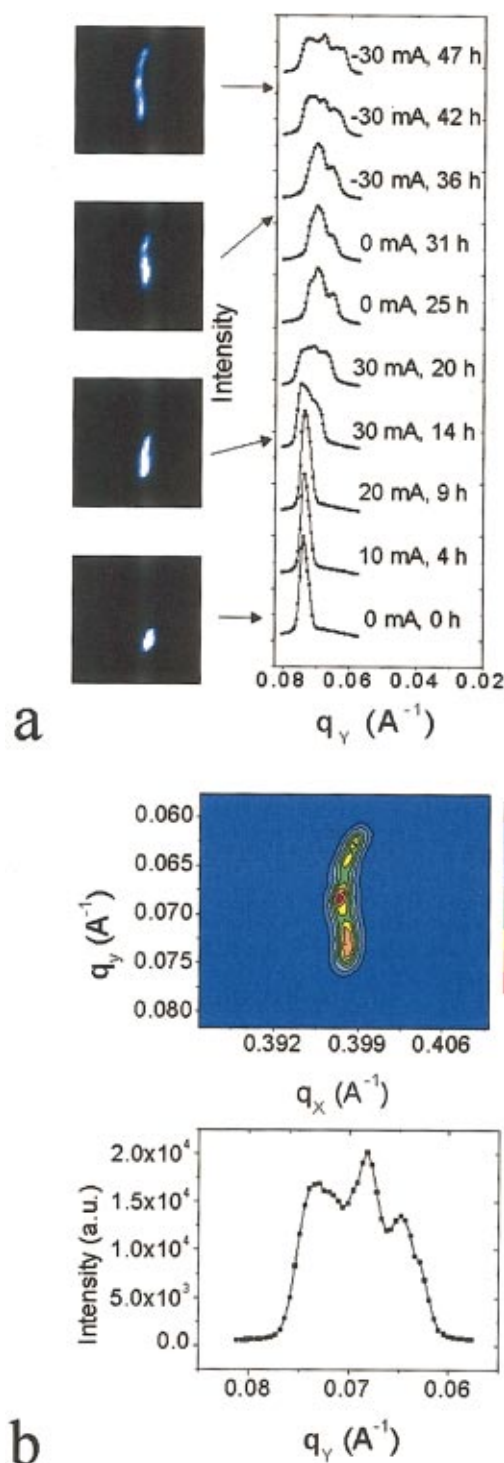 -30 mA, 47 h
-30 mA, 42 h
-30 mA, 36 h
0 mA, 31 h
0 mA, 25 h
30 mA, 20 h
30 mA, 14 h
20 mA, 9 h
10 mA, 4 h
0 mA, 0 h
Intensity
0.08 0.06 0.04 0.02
q_Y (A⁻¹)
a
0.060
0.065
0.070
0.075
0.080
q_y (A⁻¹)
0.392 0.399 0.406
q_X (A⁻¹)
2.0x10⁴
1.5x10⁴
1.0x10⁴
5.0x10³
0.0
Intensity (a.u.)
0.08 0.07 0.06
q_Y (A⁻¹)
b